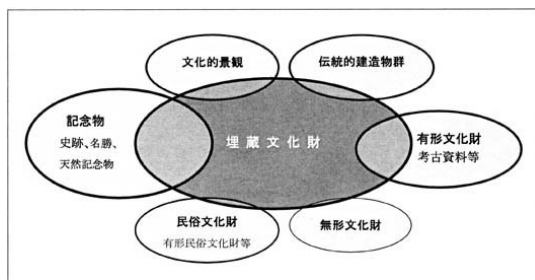 文化的景観
伝統的建造物群
記念物
史跡、名勝、
天然記念物
埋蔵文化財
有形文化財
考古資料等
民俗文化財
有形民俗文化財等
無形文化財